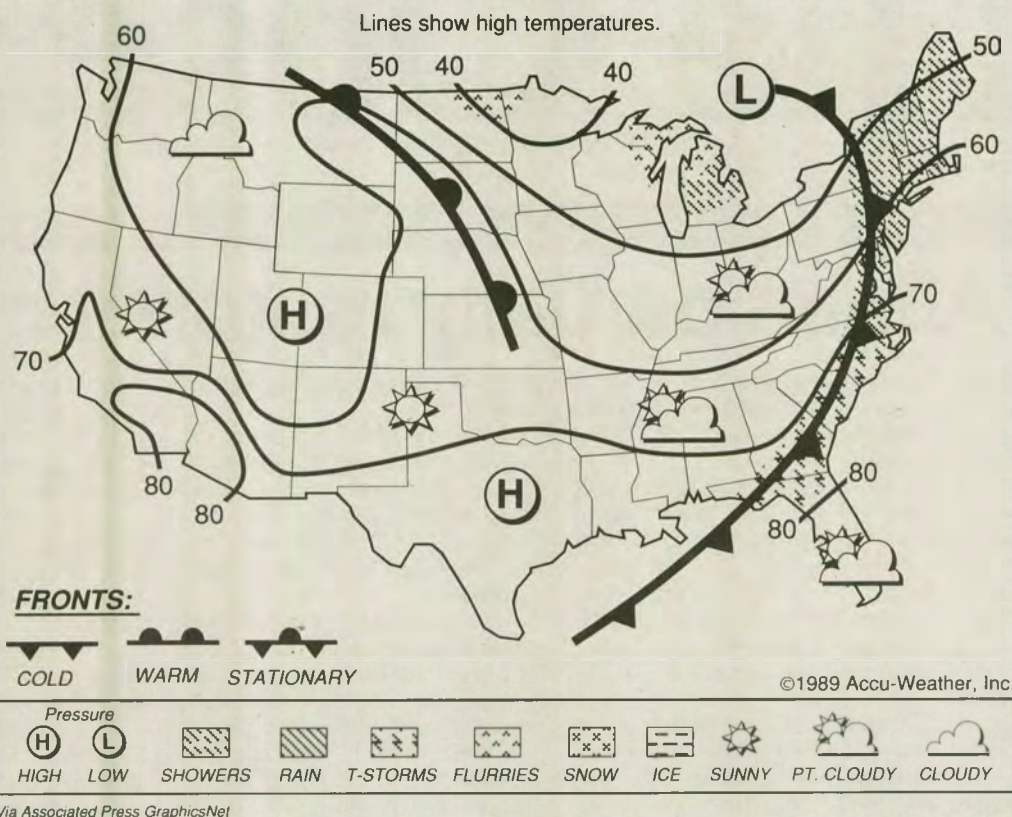 Lines show high temperatures.
60
50
40
40
L
50
60
H
70
70
H
80
80
80
80
FRONTS:
COLD
WARM
STATIONARY
©1989 Accu-Weather, Inc
Pressure
H
L
HIGH
LOW
SHOWERS
RAIN
T-STORMS
FLURRIES
SNOW
ICE
SUNNY
PT. CLOUDY
CLOUDY
Via Associated Press GraphicsNet